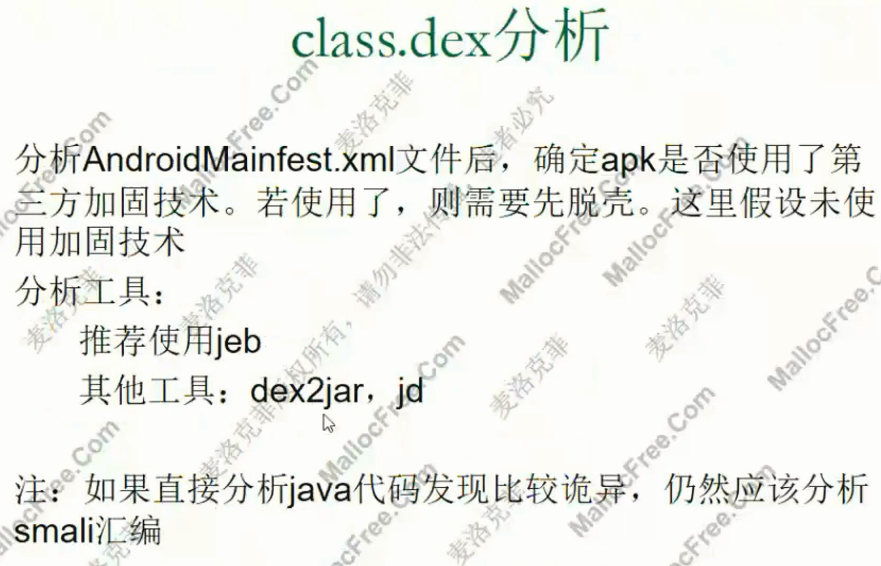 class.dex分析
分析AndroidMainfest.xml文件后，确定apk是否使用了第
三方加固技术。若使用了，则需要先脱壳。这里假设未使
用加固技术
分析工具：
推荐使用jeb
其他工具：dex2jar，jd
注：如果直接分析java代码发现比较诡异，仍然应该分析
smali汇编
MallocFree.Com
麦洛克菲
麦洛克菲版权所有，请勿非法传播，违者必究